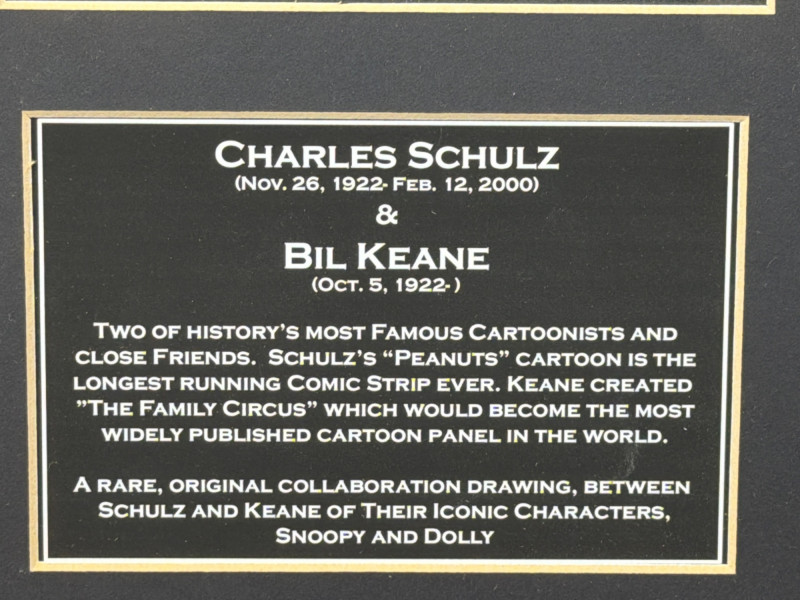 CHARLES SCHULZ
(NOV. 26, 1922- FEB. 12, 2000)
&
BIL KEANE
(OCT. 5, 1922- )
TWO OF HISTORY'S MOST FAMOUS CARTOONISTS AND
CLOSE FRIENDS. SCHULZ'S "PEANUTS" CARTOON IS THE
LONGEST RUNNING COMIC STRIP EVER. KEANE CREATED
"THE FAMILY CIRCUS" WHICH WOULD BECOME THE MOST
WIDELY PUBLISHED CARTOON PANEL IN THE WORLD.
A RARE, ORIGINAL COLLABORATION DRAWING, BETWEEN
SCHULZ AND KEANE OF THEIR ICONIC CHARACTERS,
SNOOPY AND DOLLY